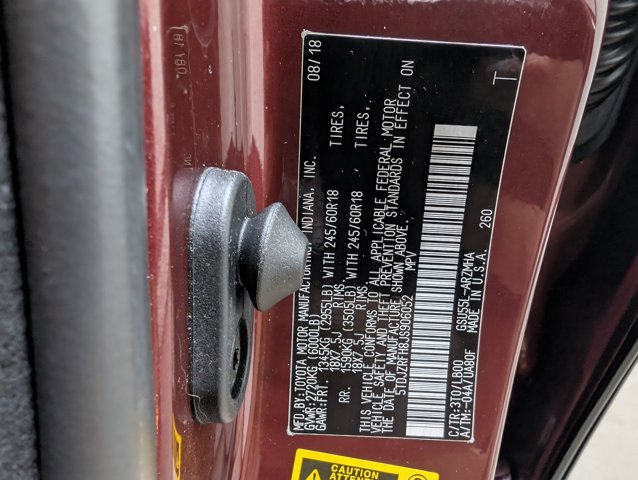 MFG.BY:TOYOTA MOTOR MANUFACTURING, INDIANA, INC. 08/18
GVWR:2720KG (6000LB)
GAWR:FRT. 1345KG (2955LB) WITH 245/60R18 TIRES,
18X7.5J RIMS,
RR. 1590KG (3505LB) WITH 245/60R18 TIRES,
18X7.5J RIMS.
THIS VEHICLE CONFORMS TO ALL APPLICABLE FEDERAL MOTOR
VEHICLE SAFETY AND THEFT PREVENTION STANDARDS IN EFFECT ON
THE DATE OF MANUFACTURE SHOWN ABOVE.
5TDJZRFH8JS906052 MPV T
C/TR:3T0/LB00 GSU55L-ARZMHA 260
A/TM:-04A/UA80F MADE IN U.S.A.
CAUTION